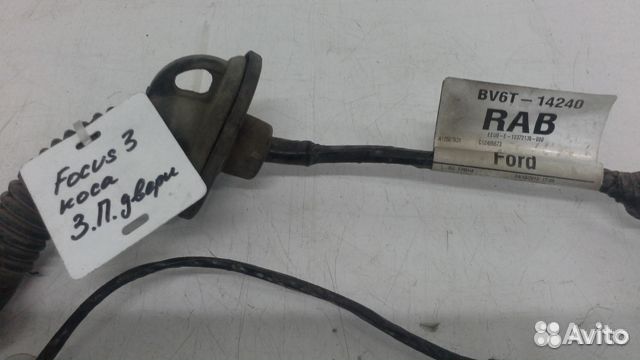 Focus 3
коса
З.П. двери
BV6T-14240
RAB
Ford
Avito